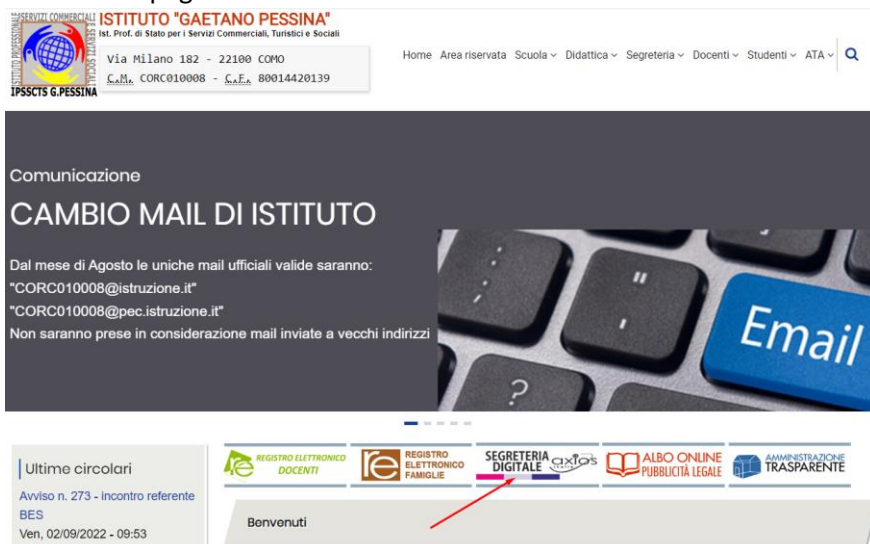 ISTITUTO "GAETANO PESSINA"
Ist. Prof. di Stato per i Servizi Commerciali, Turistici e Sociali
Via Milano 182 - 22100 COMO
C.M. CORC010008 - C.F. 80014420139
IPSSCTS G.PESSINA
Home Area riservata Scuola Didattica Segreteria Docenti Studenti ATA
Comunicazione
CAMBIO MAIL DI ISTITUTO
Dal mese di Agosto le uniche mail ufficiali valide saranno:
"CORC010008@istruzione.it"
"CORC010008@pec.istruzione.it"
Non saranno prese in considerazione mail inviate a vecchi indirizzi
Email
Ultime circolari
Avviso n. 273 - incontro referente
BES
Ven, 02/09/2022 - 09:53
re REGISTRO ELETTRONICO
DOCENTI
re REGISTRO
ELETTRONICO
FAMIGLIE
SEGRETERIA
DIGITALE axios
ALBO ONLINE
PUBBLICITÀ LEGALE
AMMINISTRAZIONE
TRASPARENTE
Benvenuti